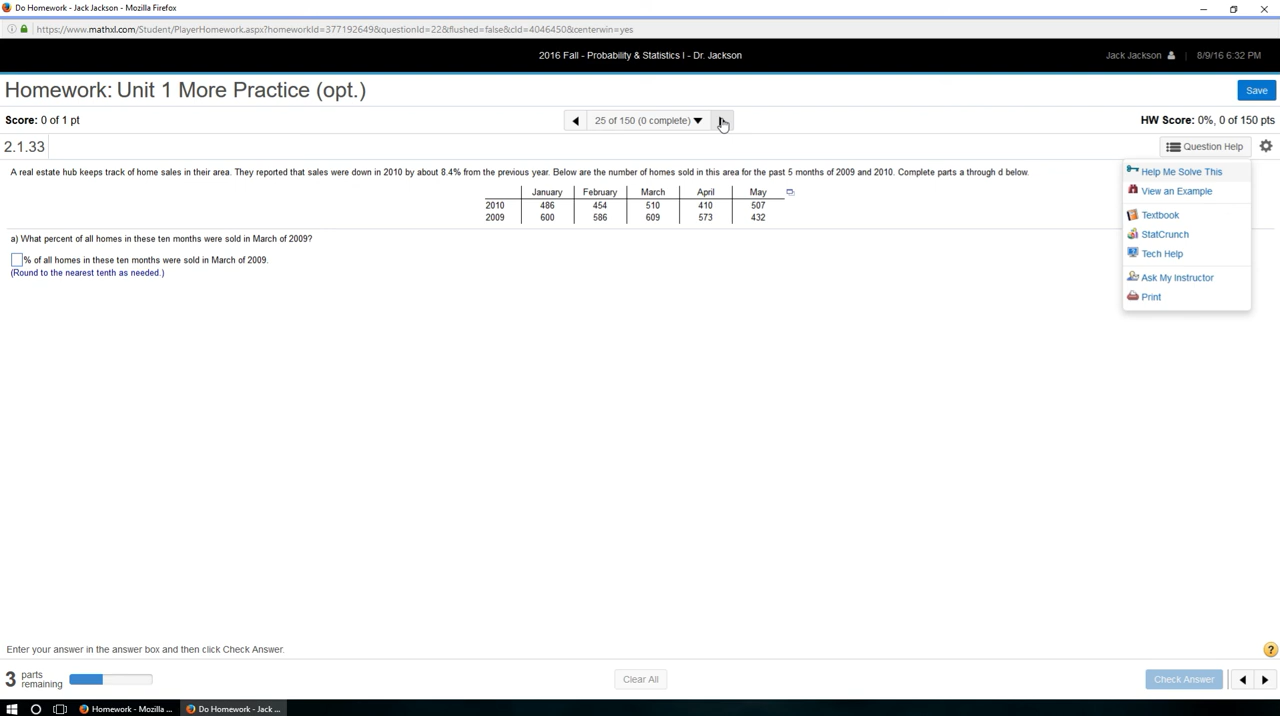 Do Homework - Jack Jackson - Mozilla Firefox
https://www.mathxl.com/Student/PlayerHomework.aspx?homeworkId=377192649&questionId=22&flushed=false&cId=4046450&centerwin=yes
2016 Fall - Probability & Statistics I - Dr. Jackson
Jack Jackson
8/9/16 6:32 PM
Homework: Unit 1 More Practice (opt.)
Save
Score: 0 of 1 pt
25 of 150 (0 complete)
HW Score: 0%, 0 of 150 pts
2.1.33
Question Help
A real estate hub keeps track of home sales in their area. They reported that sales were down in 2010 by about 8.4% from the previous year. Below are the number of homes sold in this area for the past 5 months of 2009 and 2010. Complete parts a through d below.
January February March April May
2010 486 454 510 410 507
2009 600 586 609 573 432
Help Me Solve This
View an Example
Textbook
StatCrunch
Tech Help
Ask My Instructor
Print
a) What percent of all homes in these ten months were sold in March of 2009?
% of all homes in these ten months were sold in March of 2009.
(Round to the nearest tenth as needed.)
Enter your answer in the answer box and then click Check Answer.
?
3 parts remaining
Clear All
Check Answer
Homework - Mozilla ...
Do Homework - Jack ...